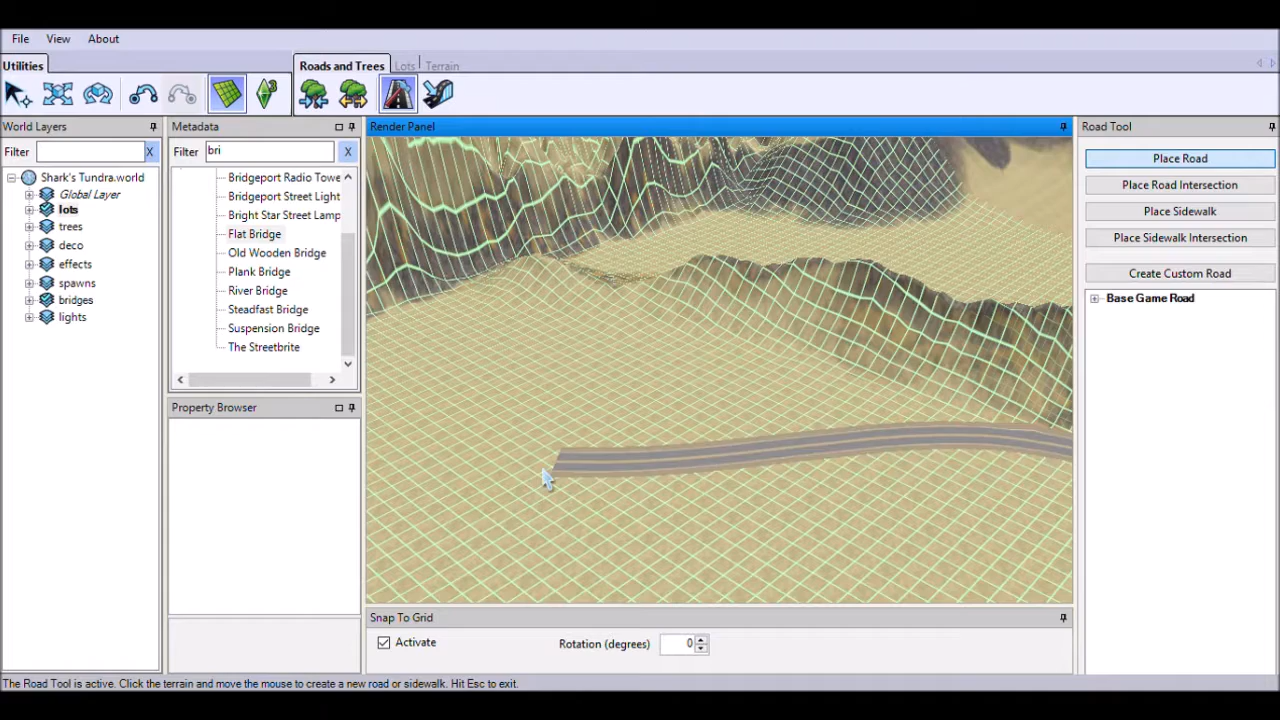 File View About
Utilities
Roads and Trees Lots Terrain
World Layers
Filter X
Shark's Tundra.world
Global Layer
lots
trees
deco
effects
spawns
bridges
lights
Metadata
Filter bri X
Bridgeport Radio Towe
Bridgeport Street Light
Bright Star Street Lamp
Flat Bridge
Old Wooden Bridge
Plank Bridge
River Bridge
Steadfast Bridge
Suspension Bridge
The Streetbrite
Property Browser
Render Panel
Snap To Grid
Activate Rotation (degrees) 0
Road Tool
Place Road
Place Road Intersection
Place Sidewalk
Place Sidewalk Intersection
Create Custom Road
Base Game Road
The Road Tool is active. Click the terrain and move the mouse to create a new road or sidewalk. Hit Esc to exit.